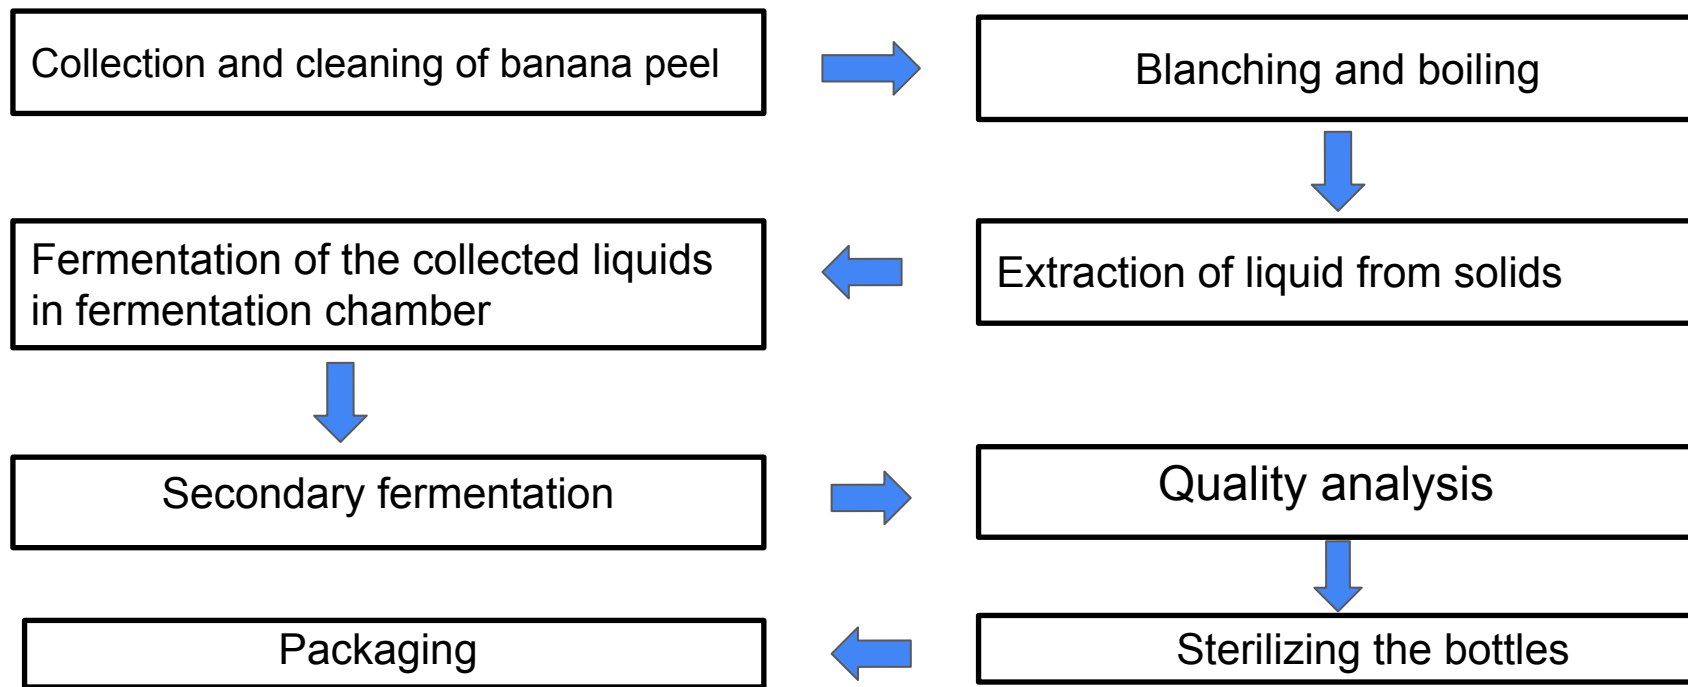 Collection and cleaning of banana peel
Blanching and boiling
Extraction of liquid from solids
Fermentation of the collected liquids
in fermentation chamber
Secondary fermentation
Quality analysis
Sterilizing the bottles
Packaging